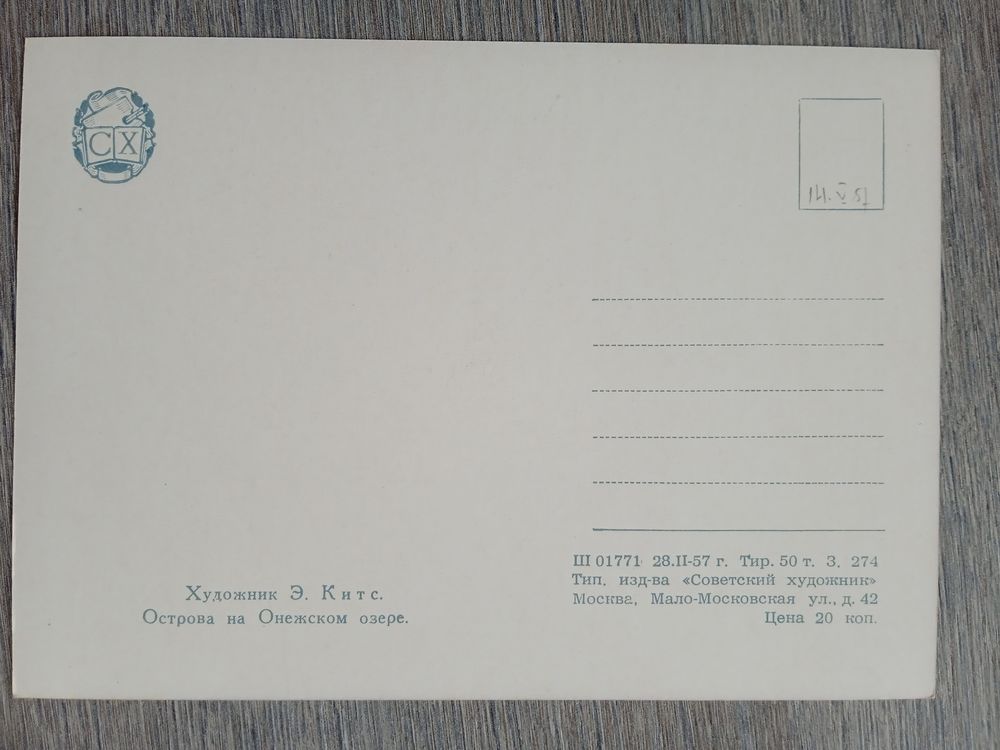 СХ
14.V 57
Художник Э. Китс.
Острова на Онежском озере.
Ш 01771 28.II-57 г. Тир. 50 т. З. 274
Тип. изд-ва «Советский художник»
Москва, Мало-Московская ул., д. 42
Цена 20 коп.